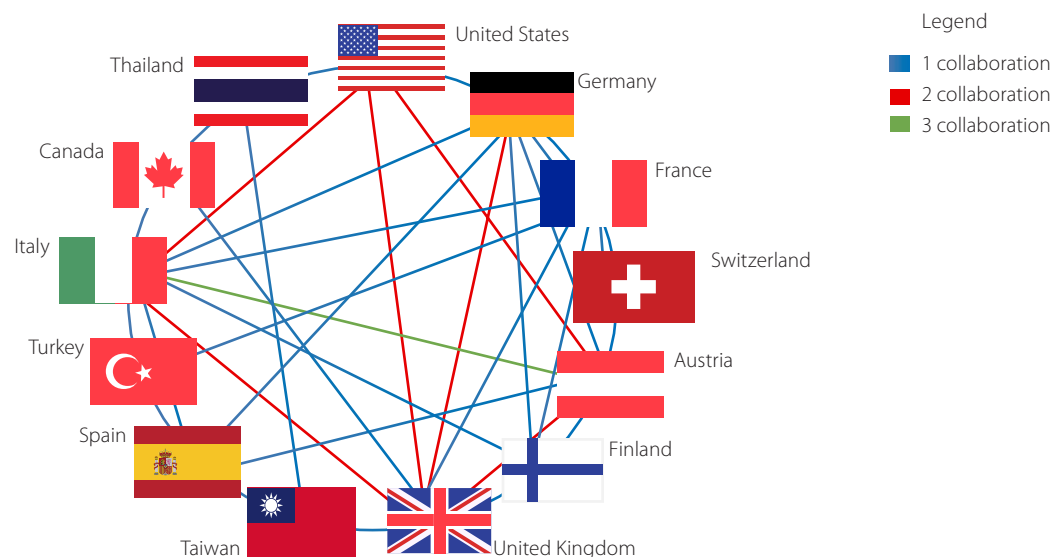 Legend
United States
1 collaboration
Thailand
Germany
2 collaboration
3 collaboration
Canada
France
Italy
Switzerland
Turkey
Austria
Spain
Finland
Taiwan
United Kingdom